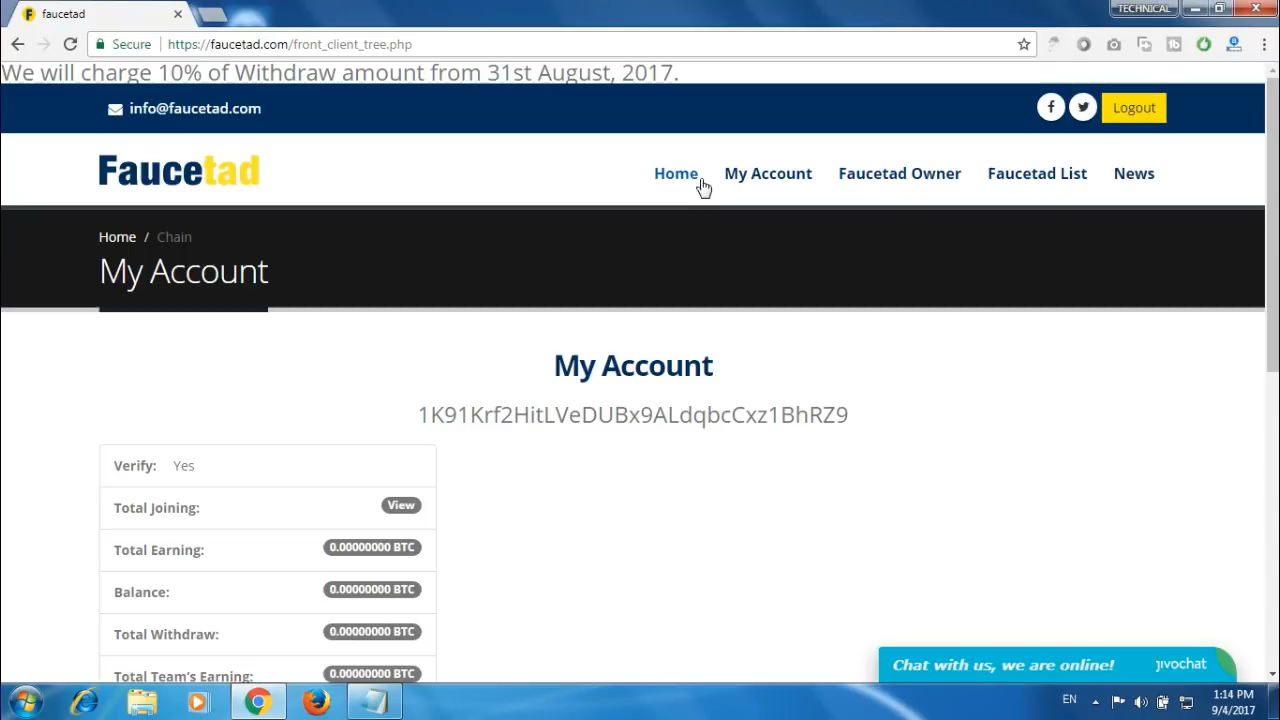 faucetad
TECHNICAL
Secure https://faucetad.com/front_client_tree.php
We will charge 10% of Withdraw amount from 31st August, 2017.
info@faucetad.com
Logout
Faucetad
Home My Account Faucetad Owner Faucetad List News
Home / Chain
My Account
My Account
1K91Krf2HitLVeDUBx9ALdqbcCxz1BhRZ9
Verify: Yes
Total Joining: View
Total Earning: 0.00000000 BTC
Balance: 0.00000000 BTC
Total Withdraw: 0.00000000 BTC
Total Team's Earning: 0.00000000 BTC
Chat with us, we are online! jivochat
EN
1:14 PM
9/4/2017